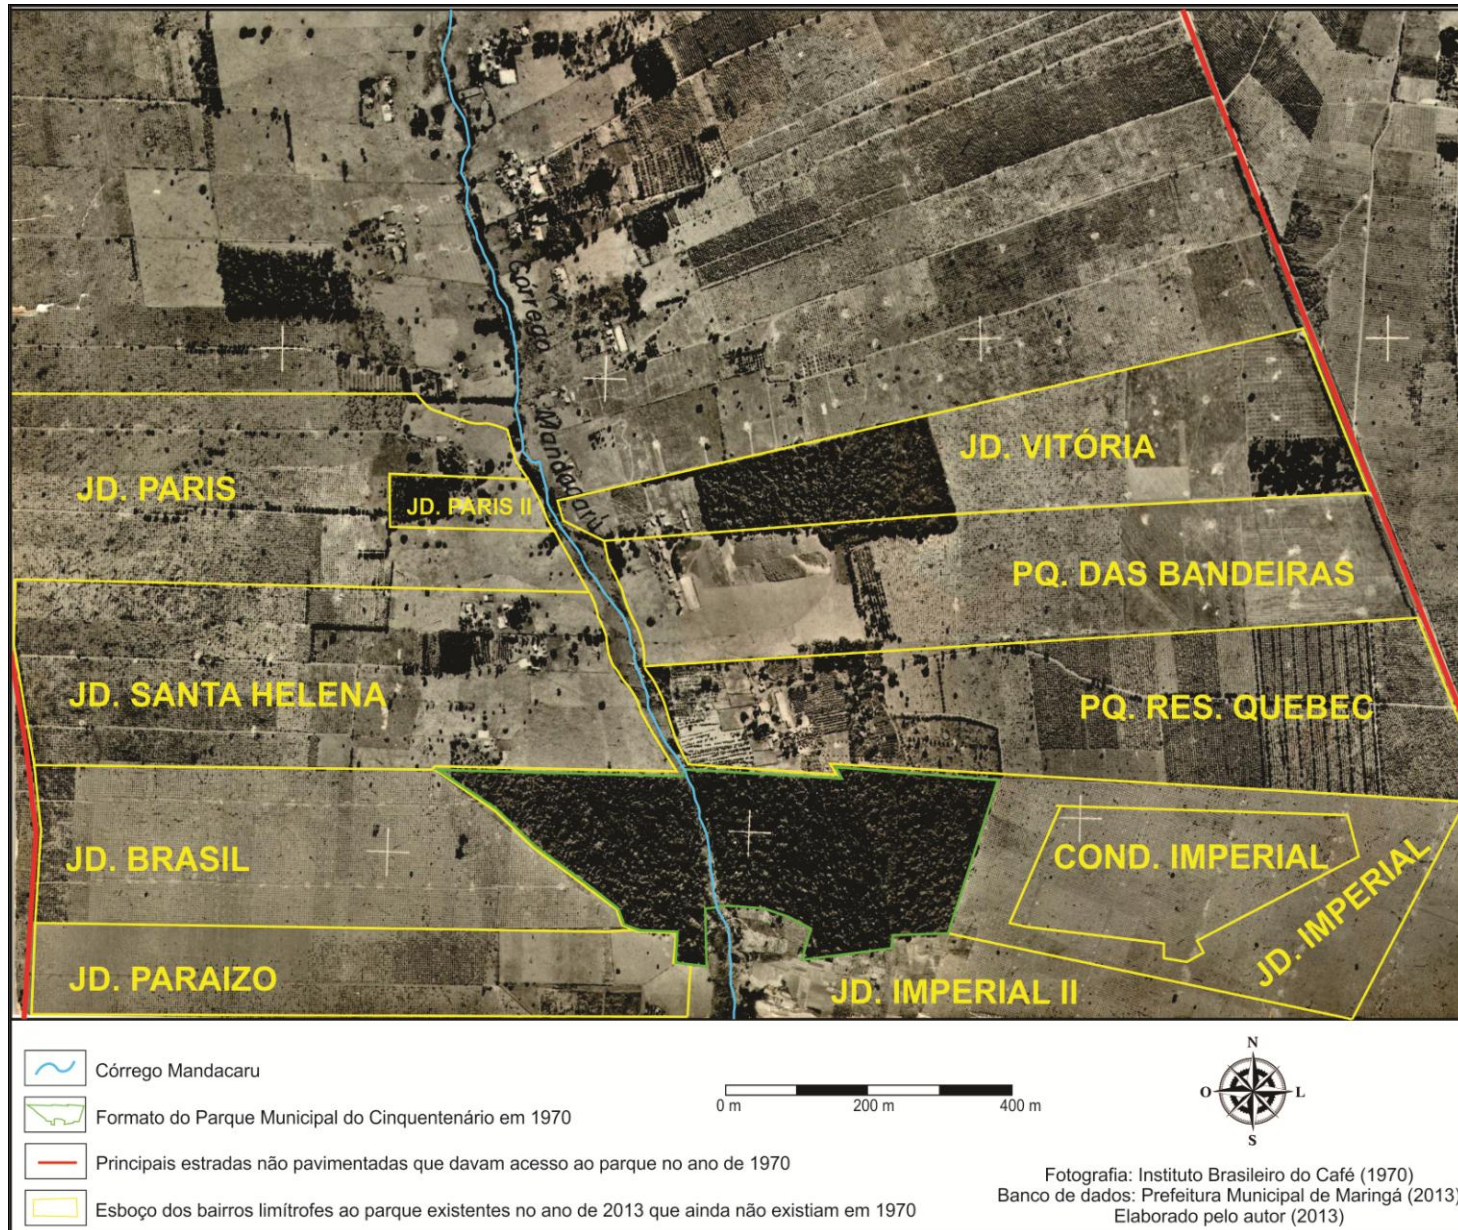 Córrego Mandacarú
JD. VITÓRIA
JD. PARIS
JD. PARIS II
PQ. DAS BANDEIRAS
JD. SANTA HELENA
PQ. RES. QUEBEC
JD. BRASIL
COND. IMPERIAL
JD. IMPERIAL
JD. PARAIZO
JD. IMPERIAL II
Córrego Mandacaru
Formato do Parque Municipal do Cinquentenário em 1970
Principais estradas não pavimentadas que davam acesso ao parque no ano de 1970
Esboço dos bairros limítrofes ao parque existentes no ano de 2013 que ainda não existiam em 1970
0 m 200 m 400 m
N
O L
S
Fotografia: Instituto Brasileiro do Café (1970)
Banco de dados: Prefeitura Municipal de Maringá (2013)
Elaborado pelo autor (2013)